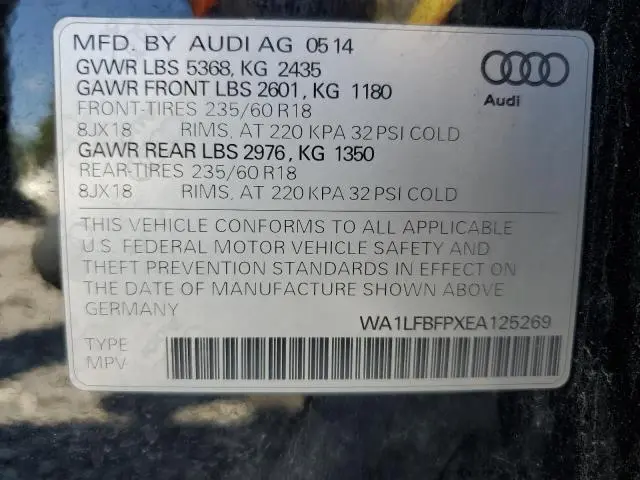 MFD. BY AUDI AG 05 14
GVWR LBS 5368, KG 2435
GAWR FRONT LBS 2601, KG 1180
FRONT-TIRES 235/60 R18
8JX18 RIMS, AT 220 KPA 32 PSI COLD
GAWR REAR LBS 2976, KG 1350
REAR-TIRES 235/60 R18
8JX18 RIMS, AT 220 KPA 32 PSI COLD
Audi
THIS VEHICLE CONFORMS TO ALL APPLICABLE
U.S. FEDERAL MOTOR VEHICLE SAFETY AND
THEFT PREVENTION STANDARDS IN EFFECT ON
THE DATE OF MANUFACTURE SHOWN ABOVE
GERMANY
WA1LFBFPXEA125269
TYPE
MPV